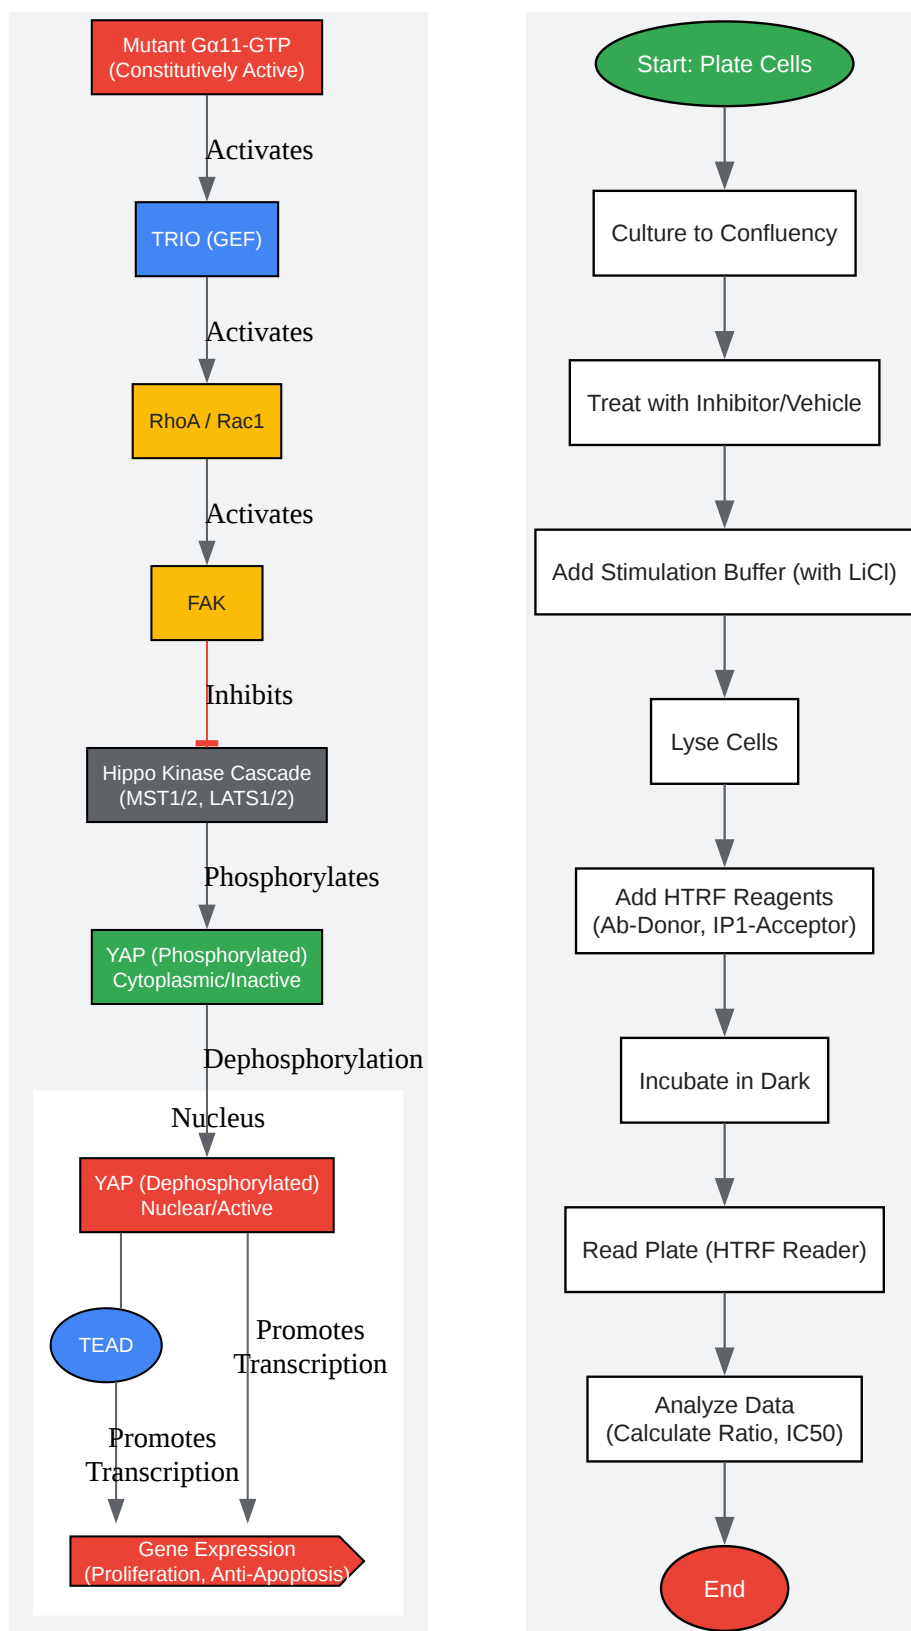 Mutant Gα11-GTP
(Constitutively Active)
Activates
TRIO (GEF)
Activates
RhoA / Rac1
Activates
FAK
Inhibits
Hippo Kinase Cascade
(MST1/2, LATS1/2)
Phosphorylates
YAP (Phosphorylated)
Cytoplasmic/Inactive
Dephosphorylation
Nucleus
YAP (Dephosphorylated)
Nuclear/Active
TEAD
Promotes
Transcription
Promotes
Transcription
Gene Expression
(Proliferation, Anti-Apoptosis)
Start: Plate Cells
Culture to Confluency
Treat with Inhibitor/Vehicle
Add Stimulation Buffer (with LiCl)
Lyse Cells
Add HTRF Reagents
(Ab-Donor, IP1-Acceptor)
Incubate in Dark
Read Plate (HTRF Reader)
Analyze Data
(Calculate Ratio, IC50)
End